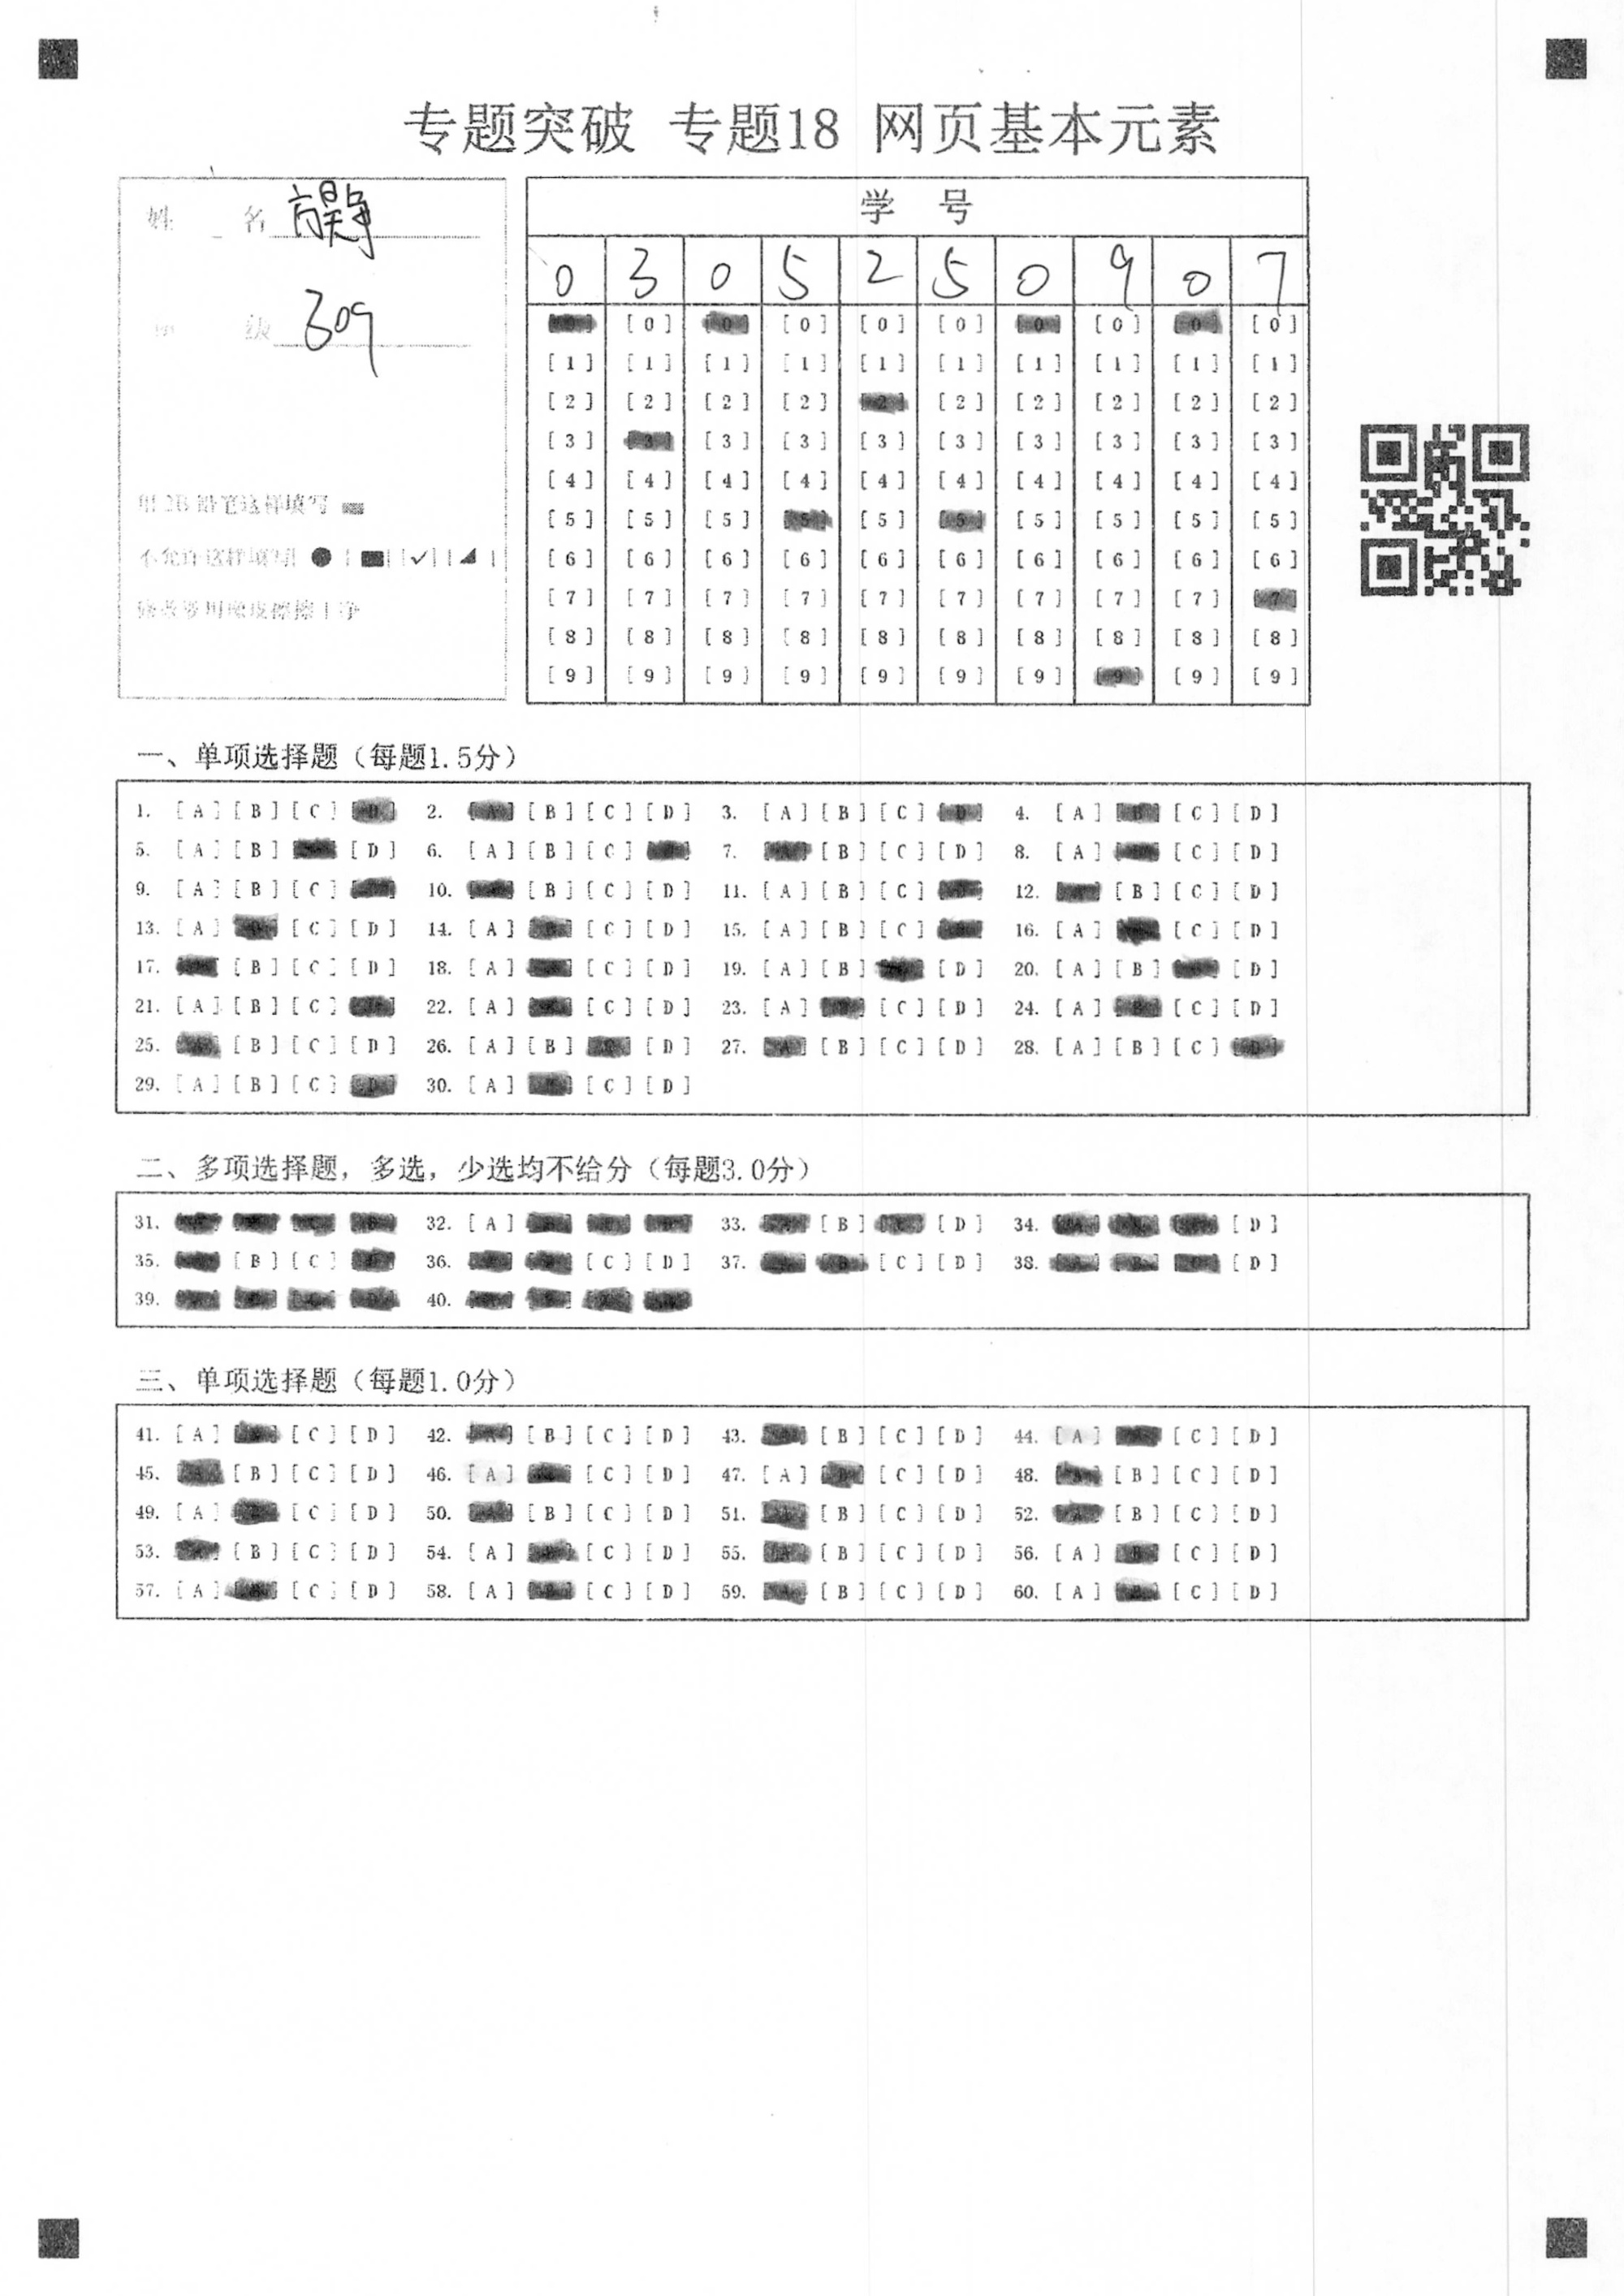 专题突破 专题18 网页基本元素
姓 名
级 309
用 2B 铅笔这样填写
不允许这样填写
修改要用橡皮擦擦干净
学 号
0 3 0 5 2 5 0 9 0 7
[0] [0] [0] [0] [0] [0] [0] [0] [0] [0]
[1] [1] [1] [1] [1] [1] [1] [1] [1] [1]
[2] [2] [2] [2] [2] [2] [2] [2] [2] [2]
[3] [3] [3] [3] [3] [3] [3] [3] [3] [3]
[4] [4] [4] [4] [4] [4] [4] [4] [4] [4]
[5] [5] [5] [5] [5] [5] [5] [5] [5] [5]
[6] [6] [6] [6] [6] [6] [6] [6] [6] [6]
[7] [7] [7] [7] [7] [7] [7] [7] [7] [7]
[8] [8] [8] [8] [8] [8] [8] [8] [8] [8]
[9] [9] [9] [9] [9] [9] [9] [9] [9] [9]
一、单项选择题（每题1.5分）
1. [A] [B] [C] 2. [B] [C] [D] 3. [A] [B] [C] 4. [A] [C] [D]
5. [A] [B] [D] 6. [A] [B] [C] 7. [B] [C] [D] 8. [A] [C] [D]
9. [A] [B] [C] 10. [B] [C] [D] 11. [A] [B] [C] 12. [B] [C] [D]
13. [A] [C] [D] 14. [A] [C] [D] 15. [A] [B] [C] 16. [A] [C] [D]
17. [B] [C] [D] 18. [A] [C] [D] 19. [A] [B] [D] 20. [A] [B] [D]
21. [A] [B] [C] 22. [A] [C] [D] 23. [A] [C] [D] 24. [A] [C] [D]
25. [B] [C] [D] 26. [A] [B] [D] 27. [B] [C] [D] 28. [A] [B] [C]
29. [A] [B] [C] 30. [A] [C] [D]
二、多项选择题，多选，少选均不给分（每题3.0分）
31. 32. [A] 33. [B] [D] 34. [D]
35. [B] [C] 36. [C] [D] 37. [C] [D] 38. [D]
39. 40.
三、单项选择题（每题1.0分）
41. [A] [C] [D] 42. [B] [C] [D] 43. [B] [C] [D] 44. [A] [C] [D]
45. [B] [C] [D] 46. [A] [C] [D] 47. [A] [C] [D] 48. [B] [C] [D]
49. [A] [C] [D] 50. [B] [C] [D] 51. [B] [C] [D] 52. [B] [C] [D]
53. [B] [C] [D] 54. [A] [C] [D] 55. [B] [C] [D] 56. [A] [C] [D]
57. [A] [C] [D] 58. [A] [C] [D] 59. [B] [C] [D] 60. [A] [C] [D]